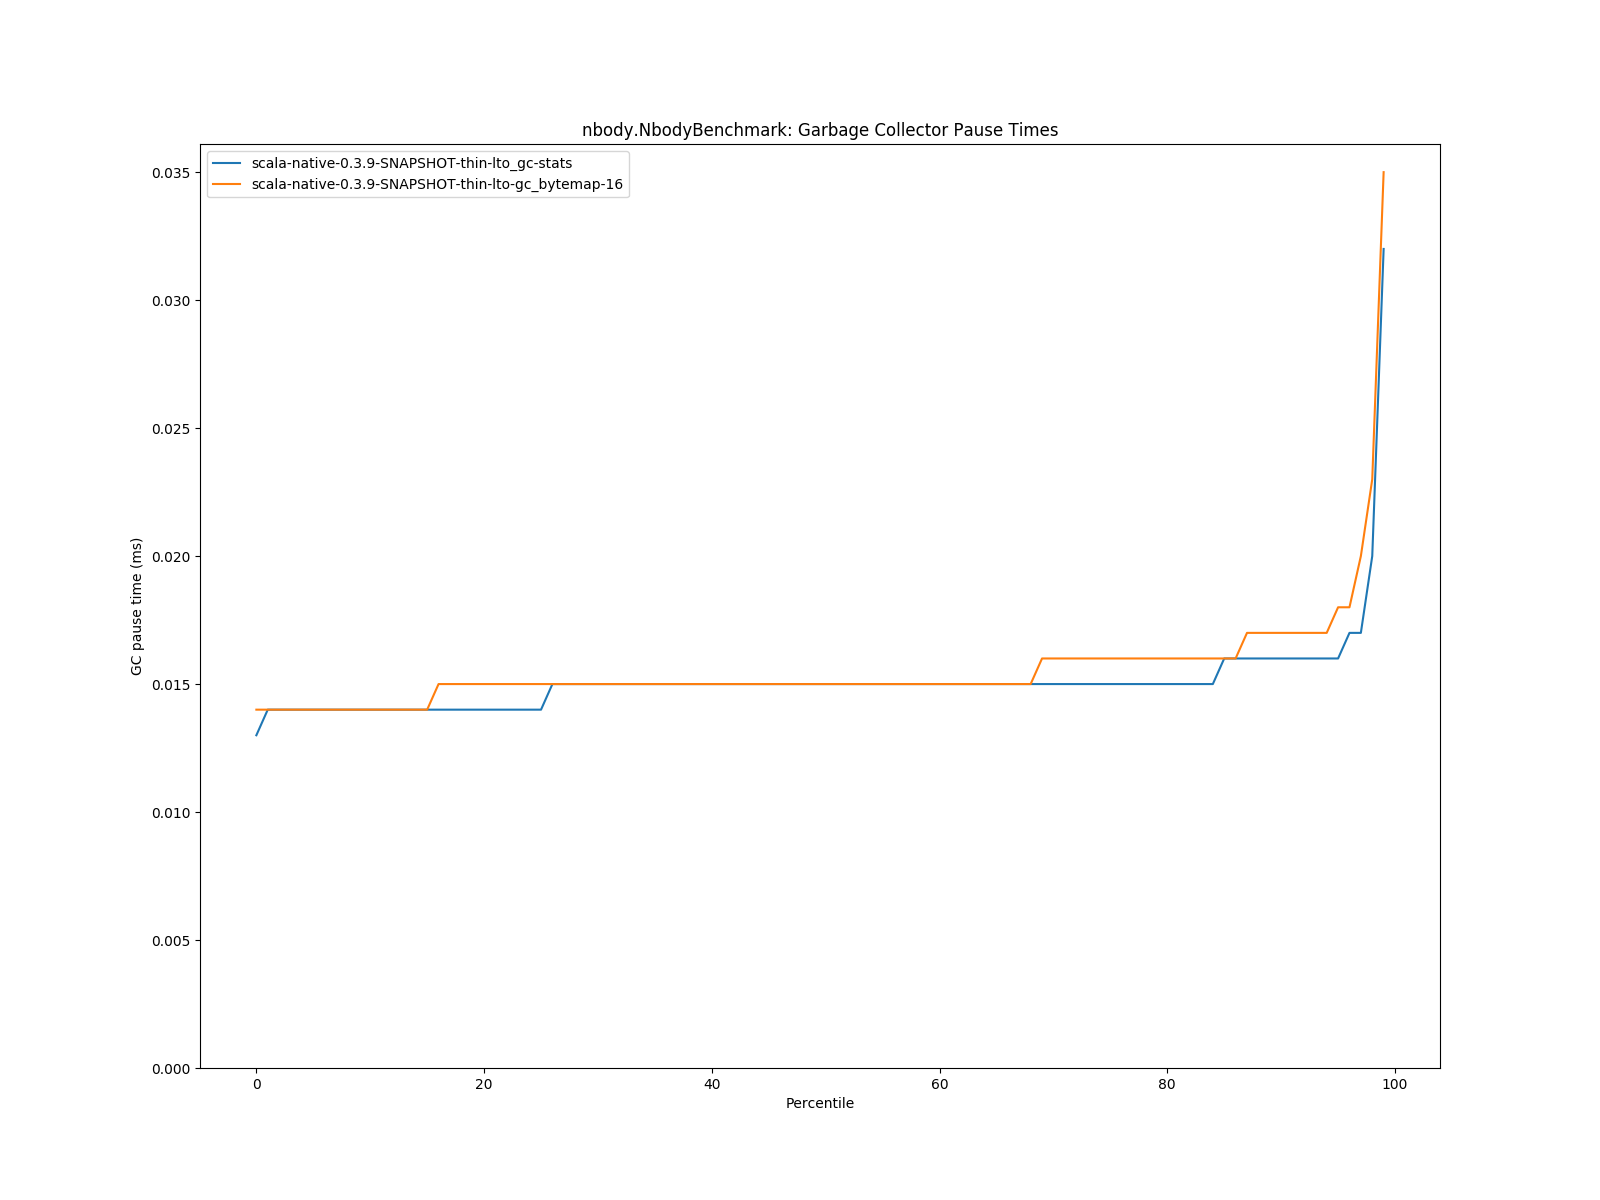 nbody.NbodyBenchmark: Garbage Collector Pause Times
scala-native-0.3.9-SNAPSHOT-thin-lto_gc-stats
scala-native-0.3.9-SNAPSHOT-thin-lto-gc_bytemap-16
GC pause time (ms)
0.035
0.030
0.025
0.020
0.015
0.010
0.005
0.000
0
20
40
60
80
100
Percentile